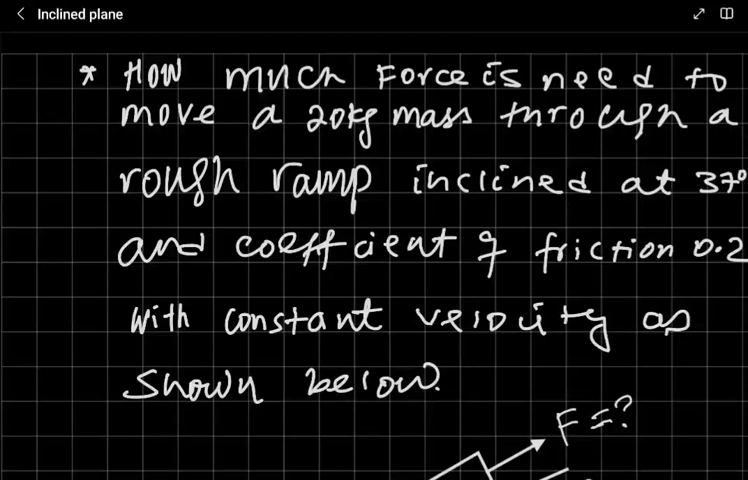 Inclined plane
* How much Force is need to
move a 20kg mass through a
rough ramp inclined at 37°
and coefficient of friction 0.2
with constant velocity as
shown below.
F=?